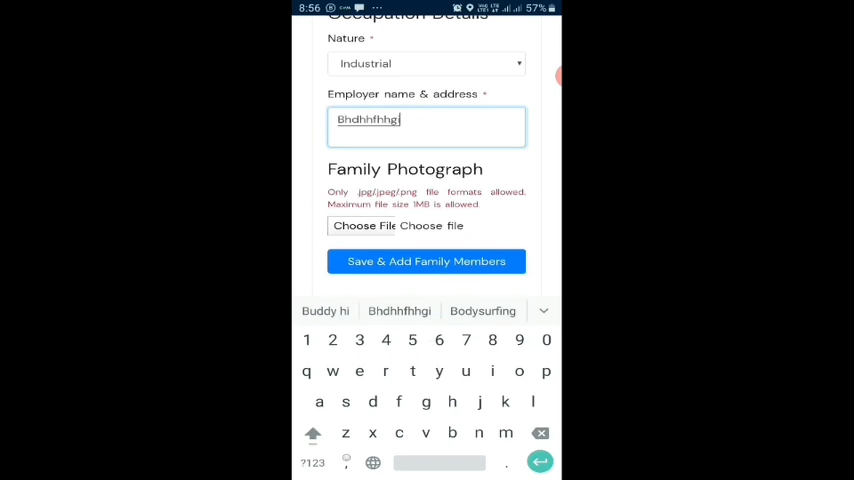 8:56 57%
Occupation Details
Nature *
Industrial
Employer name & address *
Bhdhhfhhgi
Family Photograph
Only .jpg/.jpeg/.png file formats allowed.
Maximum file size 1MB is allowed.
Choose File Choose file
Save & Add Family Members
Buddy hi Bhdhhfhhgi Bodysurfing
1 2 3 4 5 6 7 8 9 0
q w e r t y u i o p
a s d f g h j k l
z x c v b n m
?123 , .